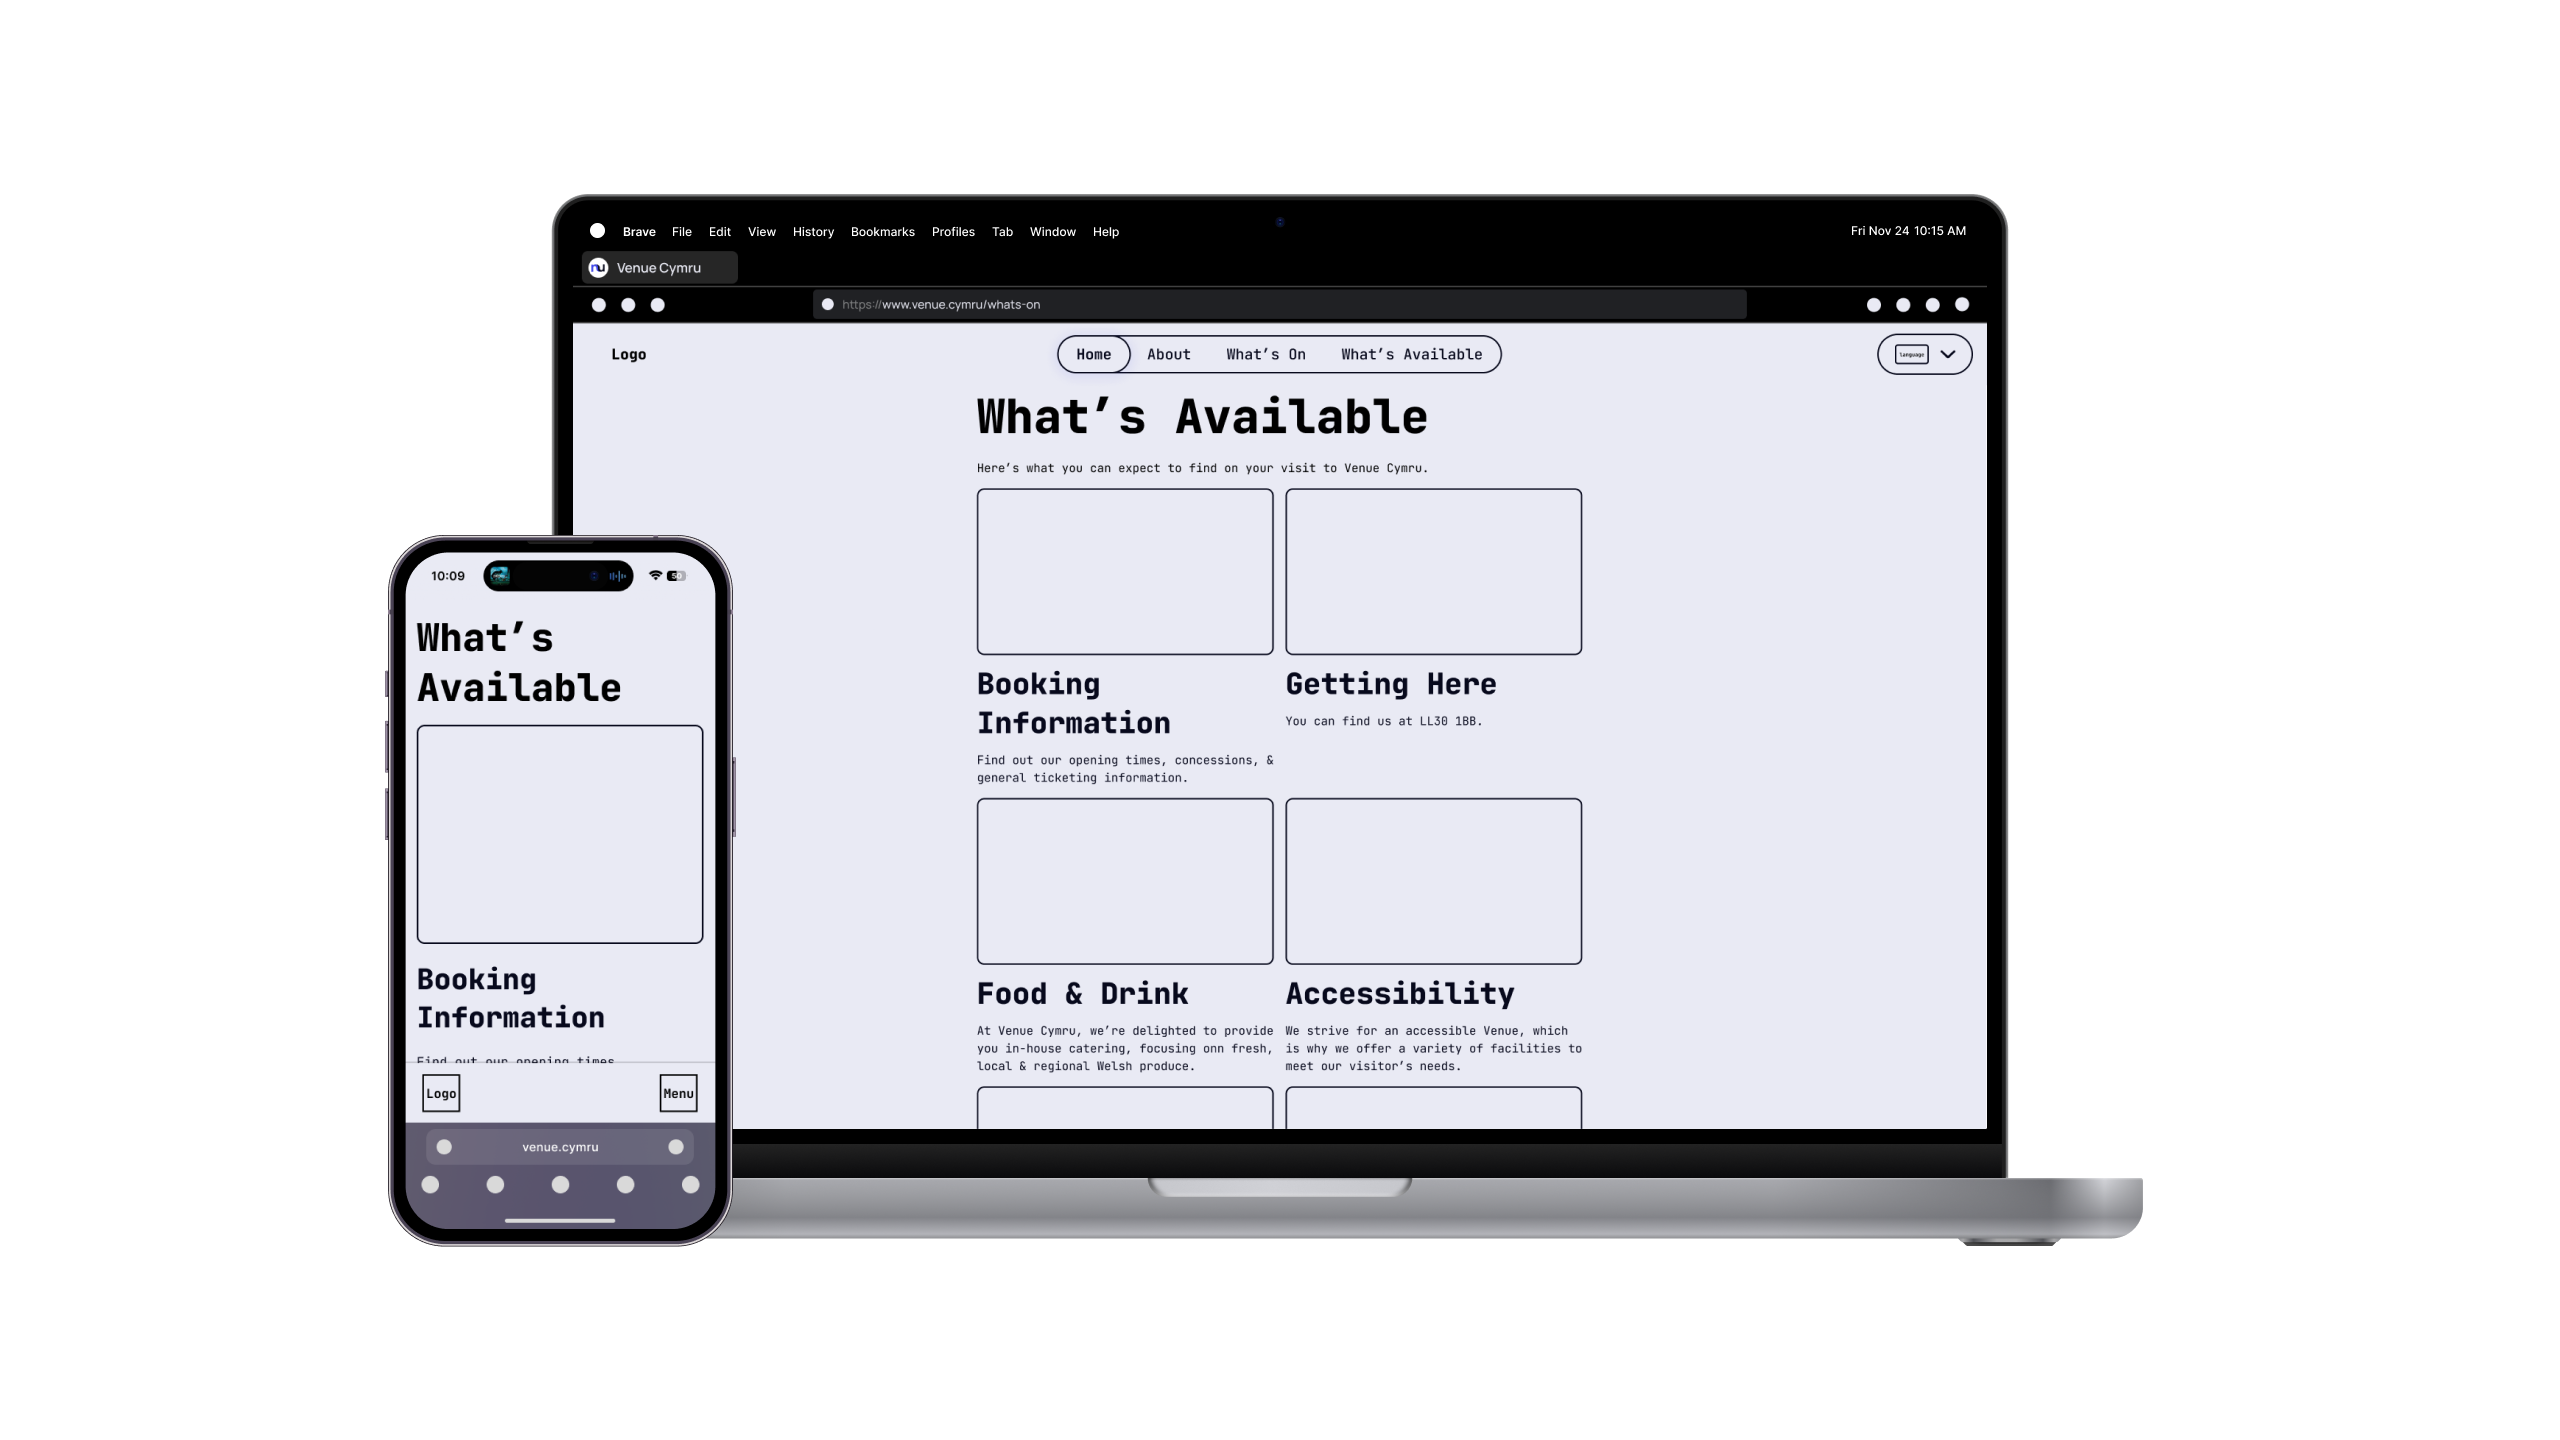 Brave File Edit View History Bookmarks Profiles Tab Window Help
Fri Nov 24 10:15 AM
Venue Cymru
https://www.venue.cymru/whats-on
Logo
Home About What’s On What’s Available
language
What’s Available
Here’s what you can expect to find on your visit to Venue Cymru.
Booking
Information
Find out our opening times, concessions, &
general ticketing information.
Getting Here
You can find us at LL30 1BB.
Food & Drink
At Venue Cymru, we’re delighted to provide
you in-house catering, focusing onn fresh,
local & regional Welsh produce.
Accessibility
We strive for an accessible Venue, which
is why we offer a variety of facilities to
meet our visitor’s needs.
10:09
50
What’s
Available
Booking
Information
Find out our opening times
Logo
Menu
venue.cymru